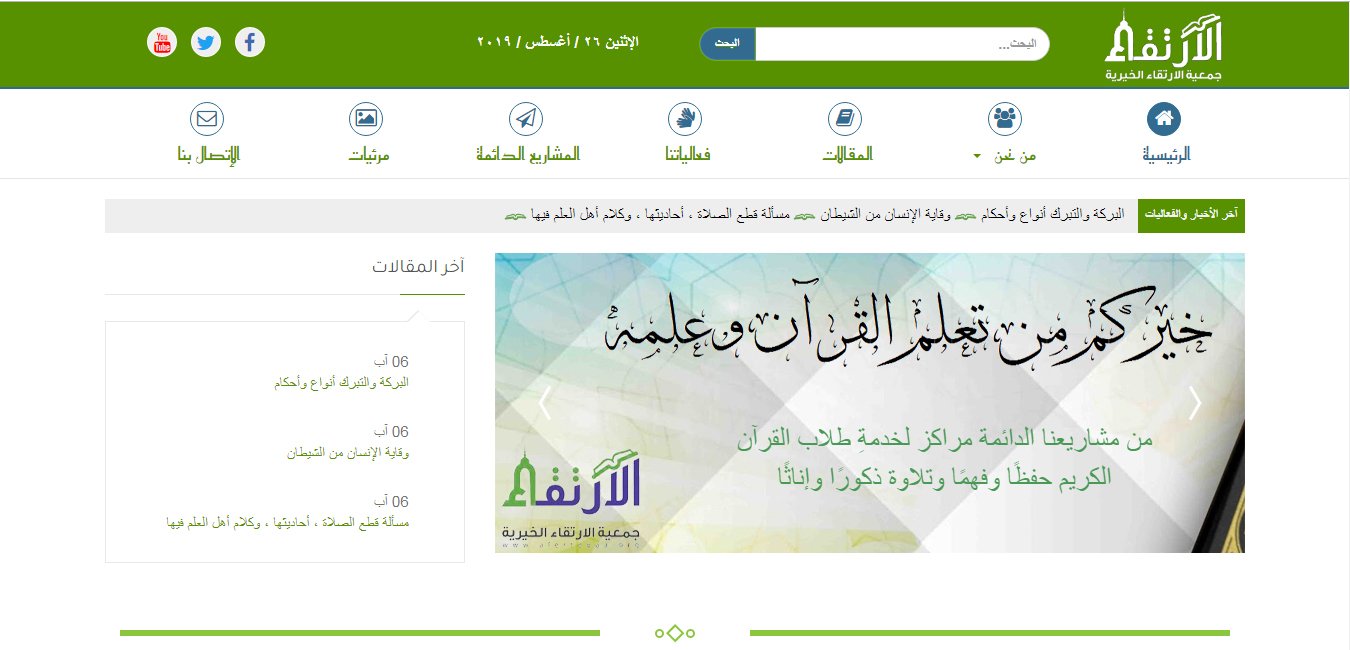 الارتقاء
جمعية الارتقاء الخيرية
البحث...
البحث
الإثنين ٢٦ / أغسطس / ٢٠١٩
You
Tube
الرئيسية
من نحن
المقالات
فعالياتنا
المشاريع الدائمة
مرئيات
الإتصال بنا
آخر الأخبار والفعاليات
البركة والتبرك أنواع وأحكام
وقاية الإنسان من الشيطان
مسألة قطع الصلاة ، أحاديثها ، وكلام أهل العلم فيها
خيركم من تعلم القرآن وعلمه
من مشاريعنا الدائمة مراكز لخدمةِ طلاب القرآن
الكريم حفظًا وفهمًا وتلاوة ذكورًا وإناثًا
الارتقاء
جمعية الارتقاء الخيرية
آخر المقالات
06 آب
البركة والتبرك أنواع وأحكام
06 آب
وقاية الإنسان من الشيطان
06 آب
مسألة قطع الصلاة ، أحاديثها ، وكلام أهل العلم فيها